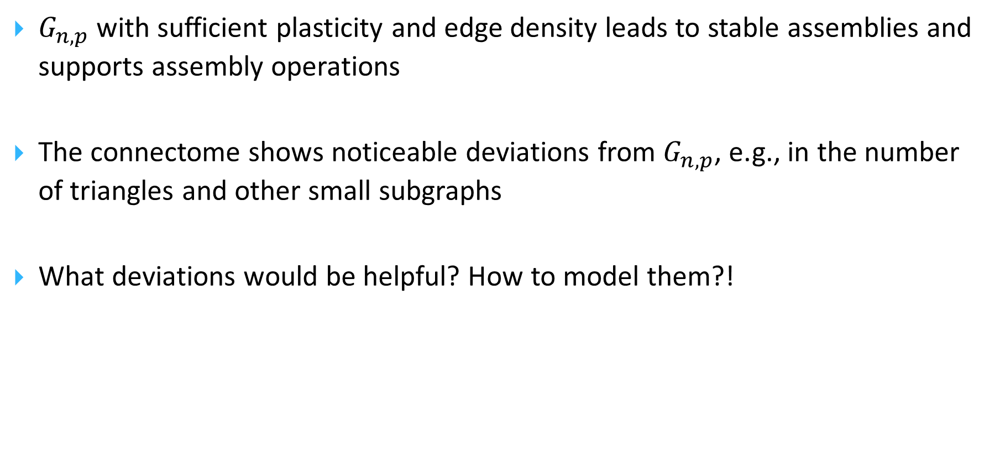 $G_{n,p}$ with sufficient plasticity and edge density leads to stable assemblies and
supports assembly operations
The connectome shows noticeable deviations from $G_{n,p}$, e.g., in the number
of triangles and other small subgraphs
What deviations would be helpful? How to model them?!